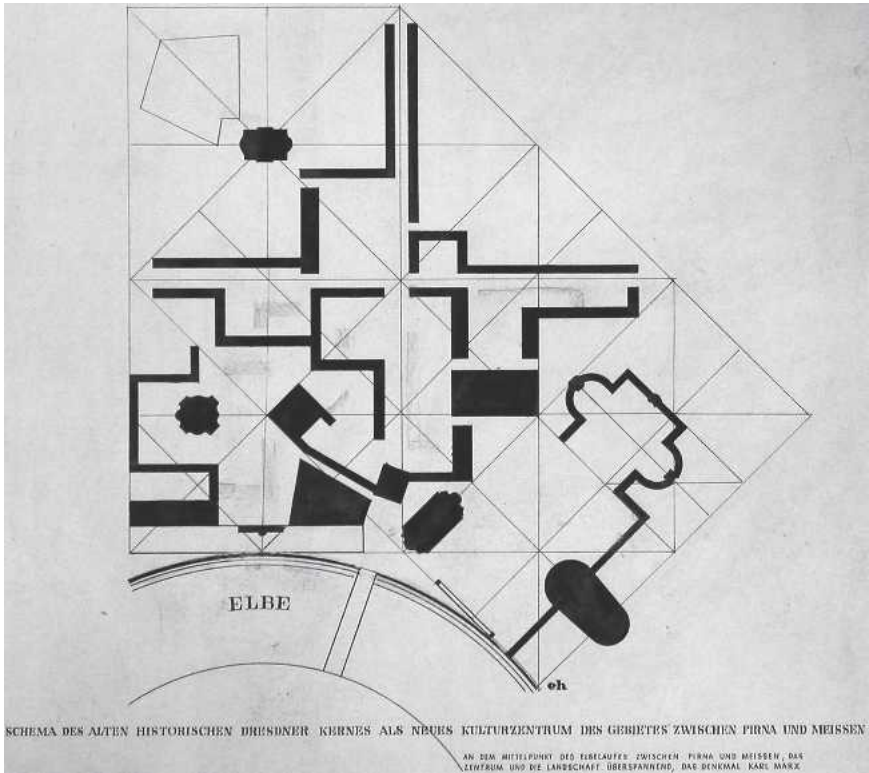 ELBE
eh
SCHEMA DES ALTEN HISTORISCHEN DRESDNER KERNES ALS NEUES KULTURZENTRUM DES GEBIETES ZWISCHEN PIRNA UND MEISSEN
AN DEM MITTELPUNKT DES ELBELAUFES ZWISCHEN PIRNA UND MEISSEN, DAS
ZENTRUM UND DIE LANDSCHAFT ÜBERSPANNEND, DAS DENKMAL KARL MARX